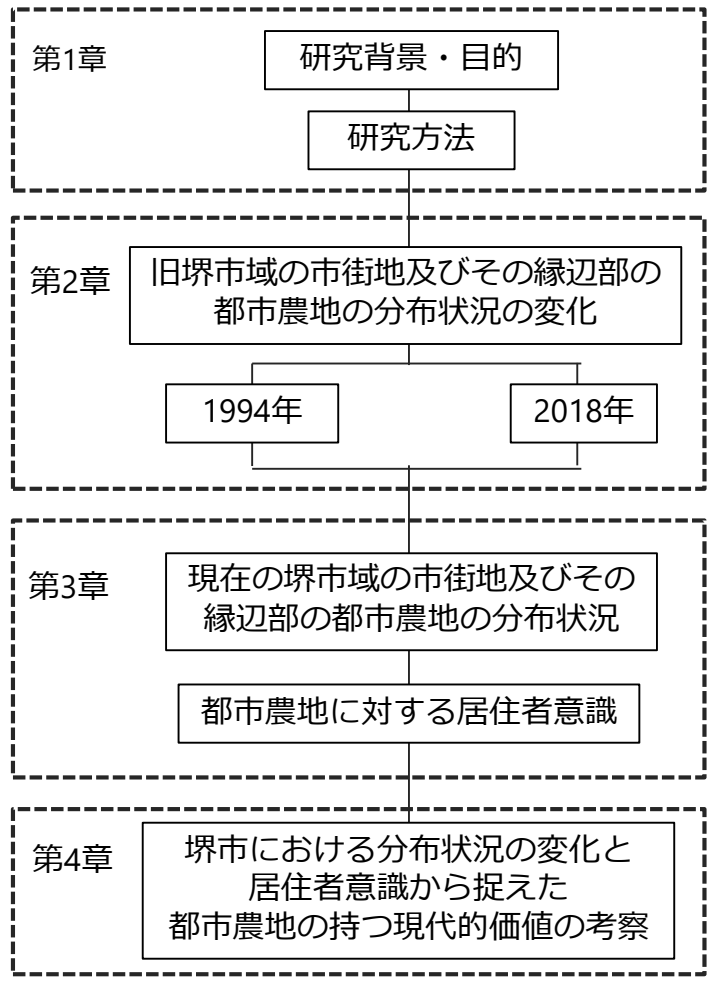 第1章
研究背景・目的
研究方法
第2章
旧堺市域の市街地及びその縁辺部の
都市農地の分布状況の変化
1994年
2018年
第3章
現在の堺市域の市街地及びその
縁辺部の都市農地の分布状況
都市農地に対する居住者意識
第4章
堺市における分布状況の変化と
居住者意識から捉えた
都市農地の持つ現代的価値の考察